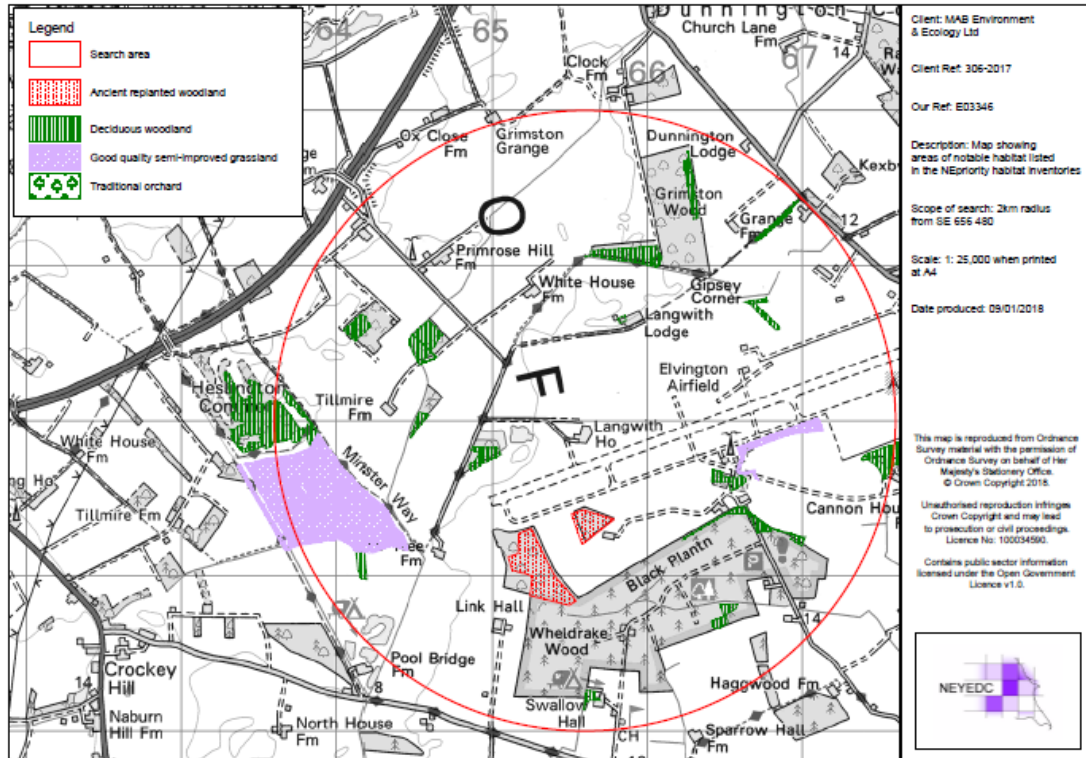 Legend
Search area
Ancient replanted woodland
Deciduous woodland
Good quality semi-improved grassland
Traditional orchard
64
65
66
67
Dunnington
Church Lane
Fm
14
Clock
Fm
Ox Close
Fm
Grimston
Grange
Dunnington
Lodge
Kexby
Grimston
Wood
Grange
Fm
12
O
Primrose Hill
Fm
White House
Fm
Gipsey
Corner
Langwith
Lodge
F
Elvington
Airfield
Heslington
Common
Tillmire
Fm
White House
Fm
Langwith
Ho
Minster Way
Tillmire Fm
Fm
Cannon Hou
Black Plantn
P
Link Hall
Wheldrake
Wood
14
Crockey
Hill
14
Pool Bridge
Fm
8
Naburn
Hill Fm
North House
Fm
Swallow
Hall
CH
Haggwood Fm
Sparrow Hall
Fm
Client: MAB Environment
& Ecology Ltd
Client Ref: 306-2017
Our Ref: E03346
Description: Map showing
areas of notable habitat listed
in the NEpriority habitat inventories
Scope of search: 2km radius
from SE 656 480
Scale: 1: 25,000 when printed
at A4
Date produced: 09/01/2018
This map is reproduced from Ordnance
Survey material with the permission of
Ordnance Survey on behalf of Her
Majesty's Stationery Office.
© Crown Copyright 2018.
Unauthorised reproduction infringes
Crown Copyright and may lead
to prosecution or civil proceedings.
Licence No: 100034590.
Contains public sector information
licensed under the Open Government
Licence v1.0.
NEYEDC